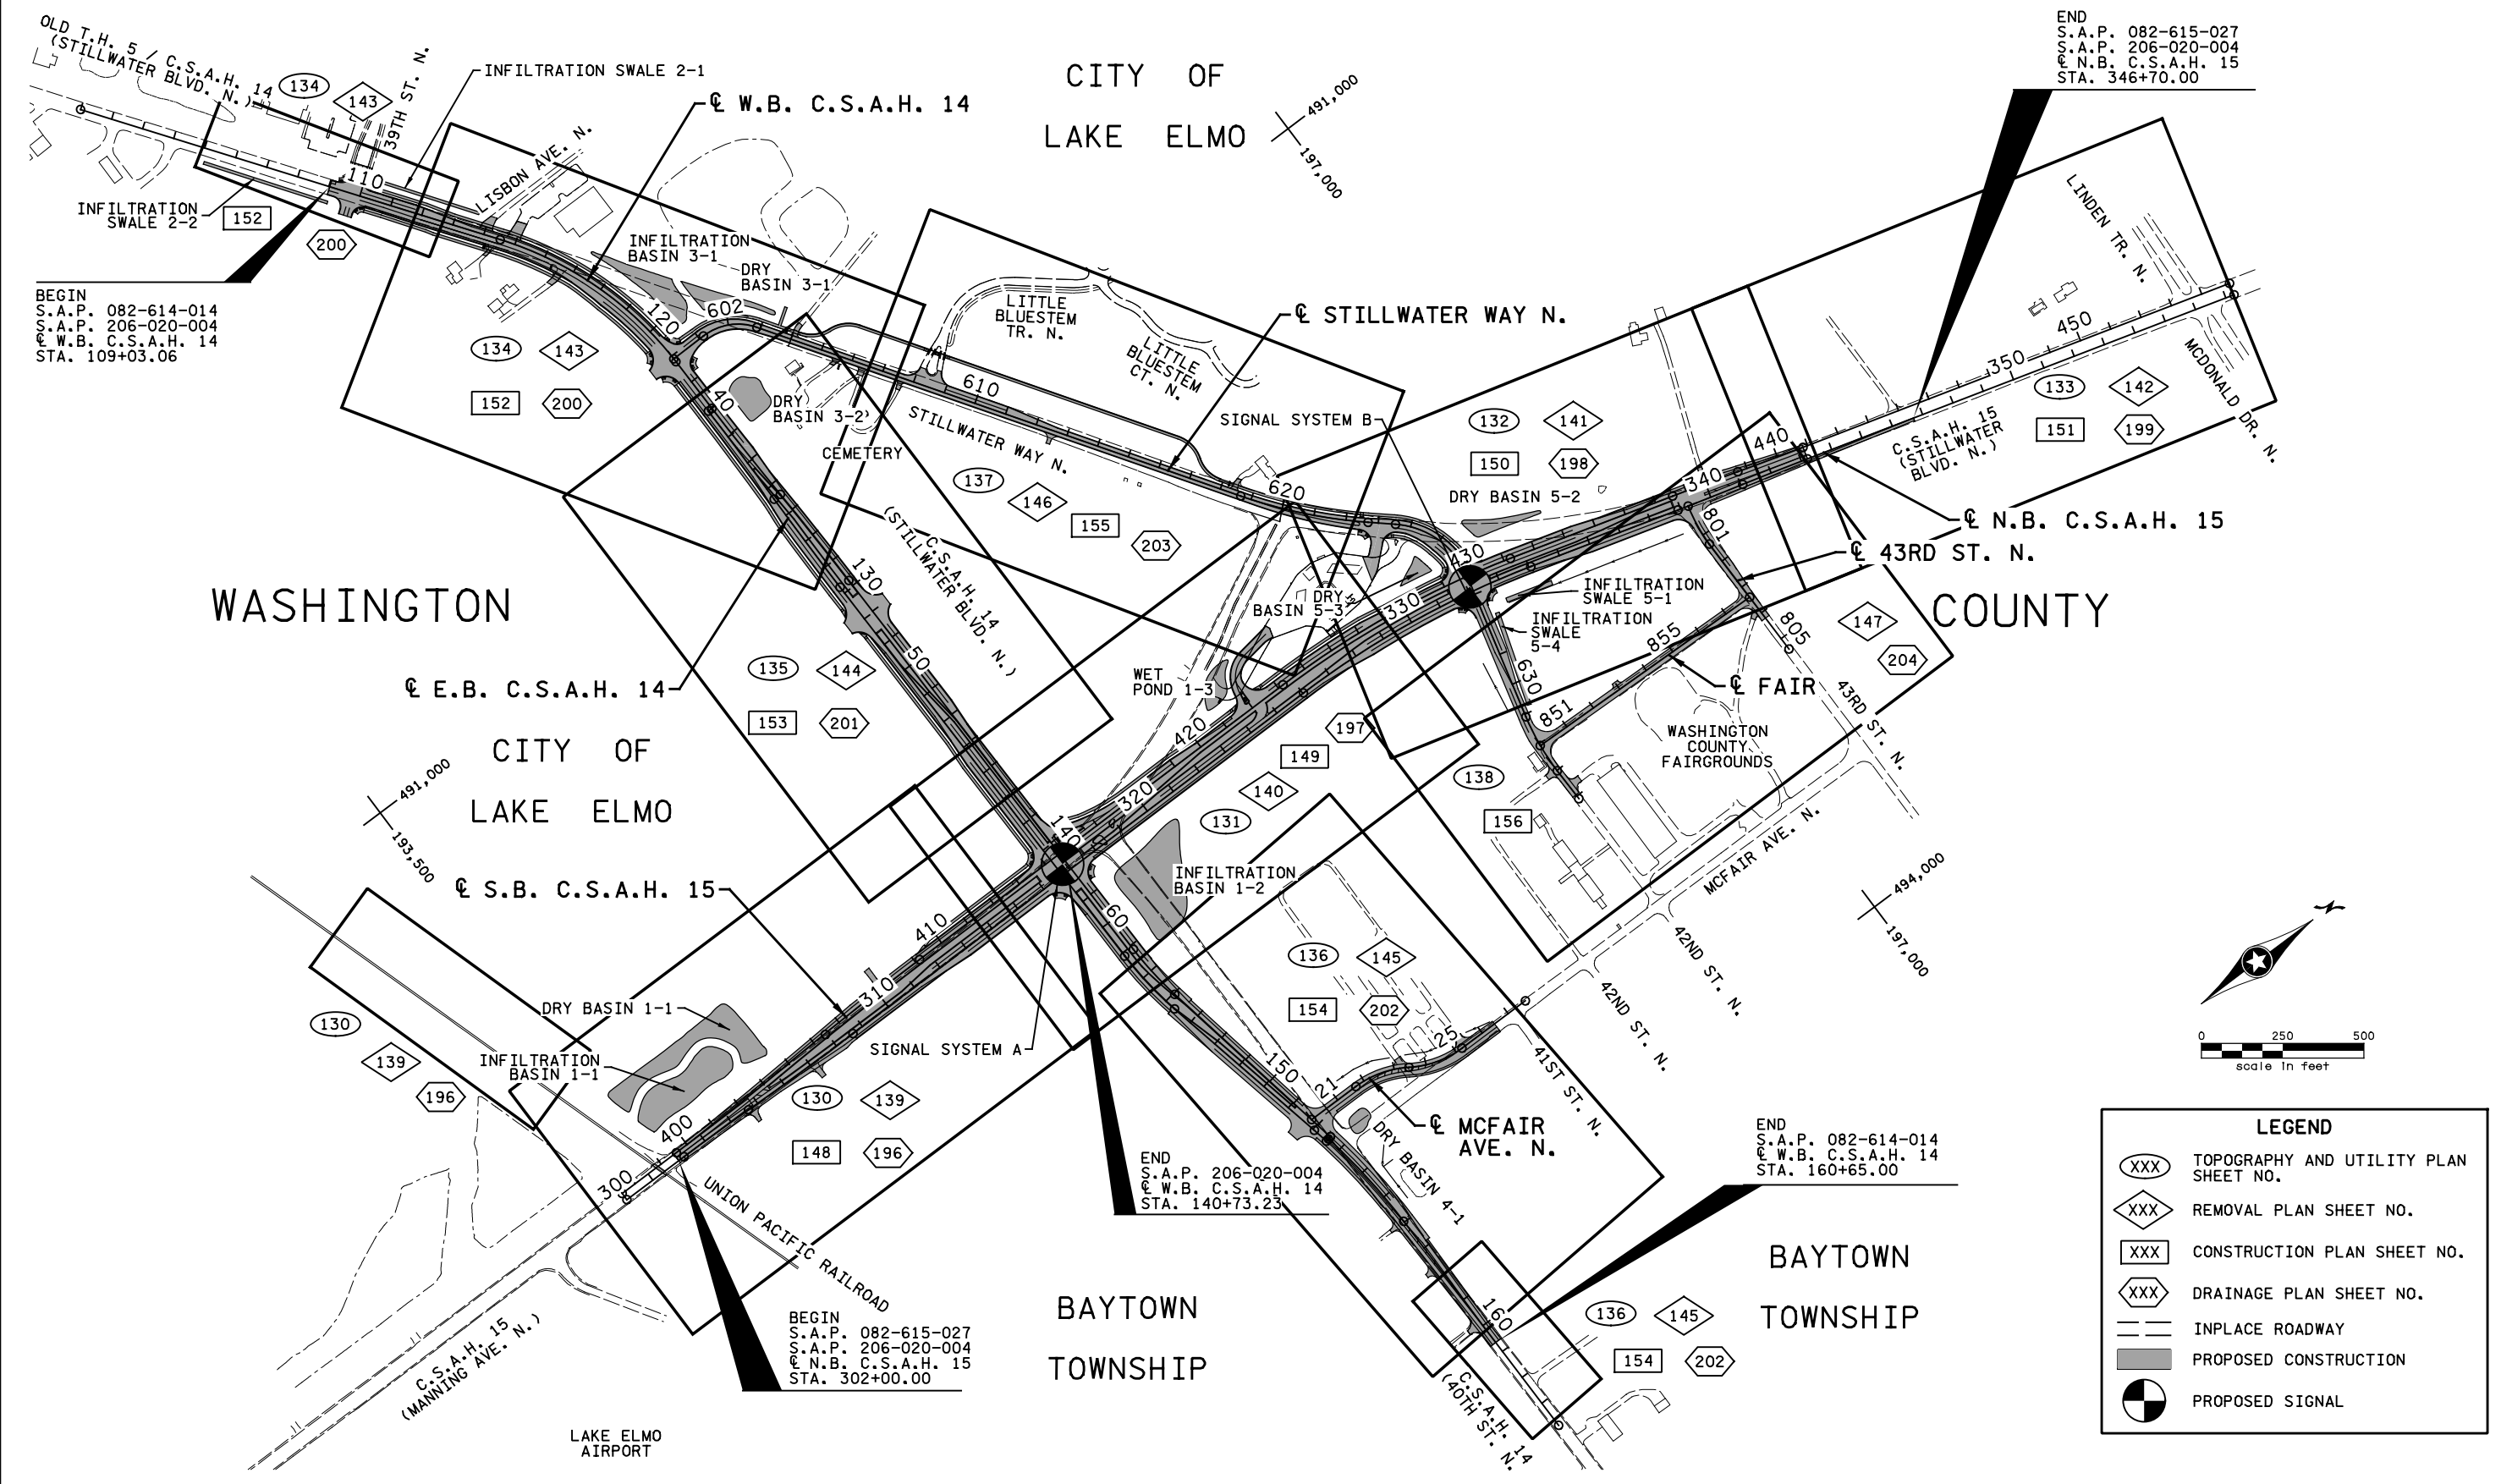 OLD T.H. 5 / C.S.A.H. 14
(STILLWATER BLVD. N.)
134
143
39TH ST. N.
INFILTRATION SWALE 2-1
℄ W.B. C.S.A.H. 14
CITY OF
LAKE ELMO
491,000
197,000
END
S.A.P. 082-615-027
S.A.P. 206-020-004
℄ N.B. C.S.A.H. 15
STA. 346+70.00
110
LISBON AVE. N.
INFILTRATION
SWALE 2-2
152
200
BEGIN
S.A.P. 082-614-014
S.A.P. 206-020-004
℄ W.B. C.S.A.H. 14
STA. 109+03.06
INFILTRATION
BASIN 3-1
DRY
BASIN 3-1
120
602
134
143
152
200
40
DRY
BASIN 3-2
CEMETERY
LITTLE
BLUESTEM
TR. N.
LITTLE
BLUESTEM
CT. N.
℄ STILLWATER WAY N.
610
STILLWATER WAY N.
SIGNAL SYSTEM B
137
146
155
203
620
132
141
150
198
DRY BASIN 5-2
LINDEN TR. N.
450
350
MCDONALD DR. N.
133
142
151
199
C.S.A.H. 15
(STILLWATER
BLVD. N.)
440
340
℄ N.B. C.S.A.H. 15
801
℄ 43RD ST. N.
430
330
DRY
BASIN 5-3
INFILTRATION
SWALE 5-1
INFILTRATION
SWALE
5-4
WASHINGTON
COUNTY
130
C.S.A.H. 14
(STILLWATER BLVD. N.)
50
135
144
153
201
℄ E.B. C.S.A.H. 14
WET
POND 1-3
805
147
204
855
℄ FAIR
630
851
43RD ST. N.
WASHINGTON
COUNTY
FAIRGROUNDS
420
197
149
140
131
138
156
CITY OF
LAKE ELMO
491,000
193,500
320
140
MCFAIR AVE. N.
℄ S.B. C.S.A.H. 15
INFILTRATION
BASIN 1-2
60
410
310
494,000
197,000
42ND ST. N.
42ND ST. N.
136
145
154
202
DRY BASIN 1-1
INFILTRATION
BASIN 1-1
SIGNAL SYSTEM A
130
139
196
130
139
148
196
150
21
25
41ST ST. N.
℄ MCFAIR
AVE. N.
DRY BASIN 4-1
400
300
UNION PACIFIC RAILROAD
END
S.A.P. 206-020-004
℄ W.B. C.S.A.H. 14
STA. 140+73.23
END
S.A.P. 082-614-014
℄ W.B. C.S.A.H. 14
STA. 160+65.00
BAYTOWN
TOWNSHIP
BAYTOWN
TOWNSHIP
160
136
145
154
202
BEGIN
S.A.P. 082-615-027
S.A.P. 206-020-004
℄ N.B. C.S.A.H. 15
STA. 302+00.00
C.S.A.H. 15
(MANNING AVE. N.)
LAKE ELMO
AIRPORT
C.S.A.H. 14
(40TH ST. N.
N
0 250 500
scale in feet
LEGEND
XXX TOPOGRAPHY AND UTILITY PLAN
SHEET NO.
XXX REMOVAL PLAN SHEET NO.
XXX CONSTRUCTION PLAN SHEET NO.
XXX DRAINAGE PLAN SHEET NO.
INPLACE ROADWAY
PROPOSED CONSTRUCTION
PROPOSED SIGNAL